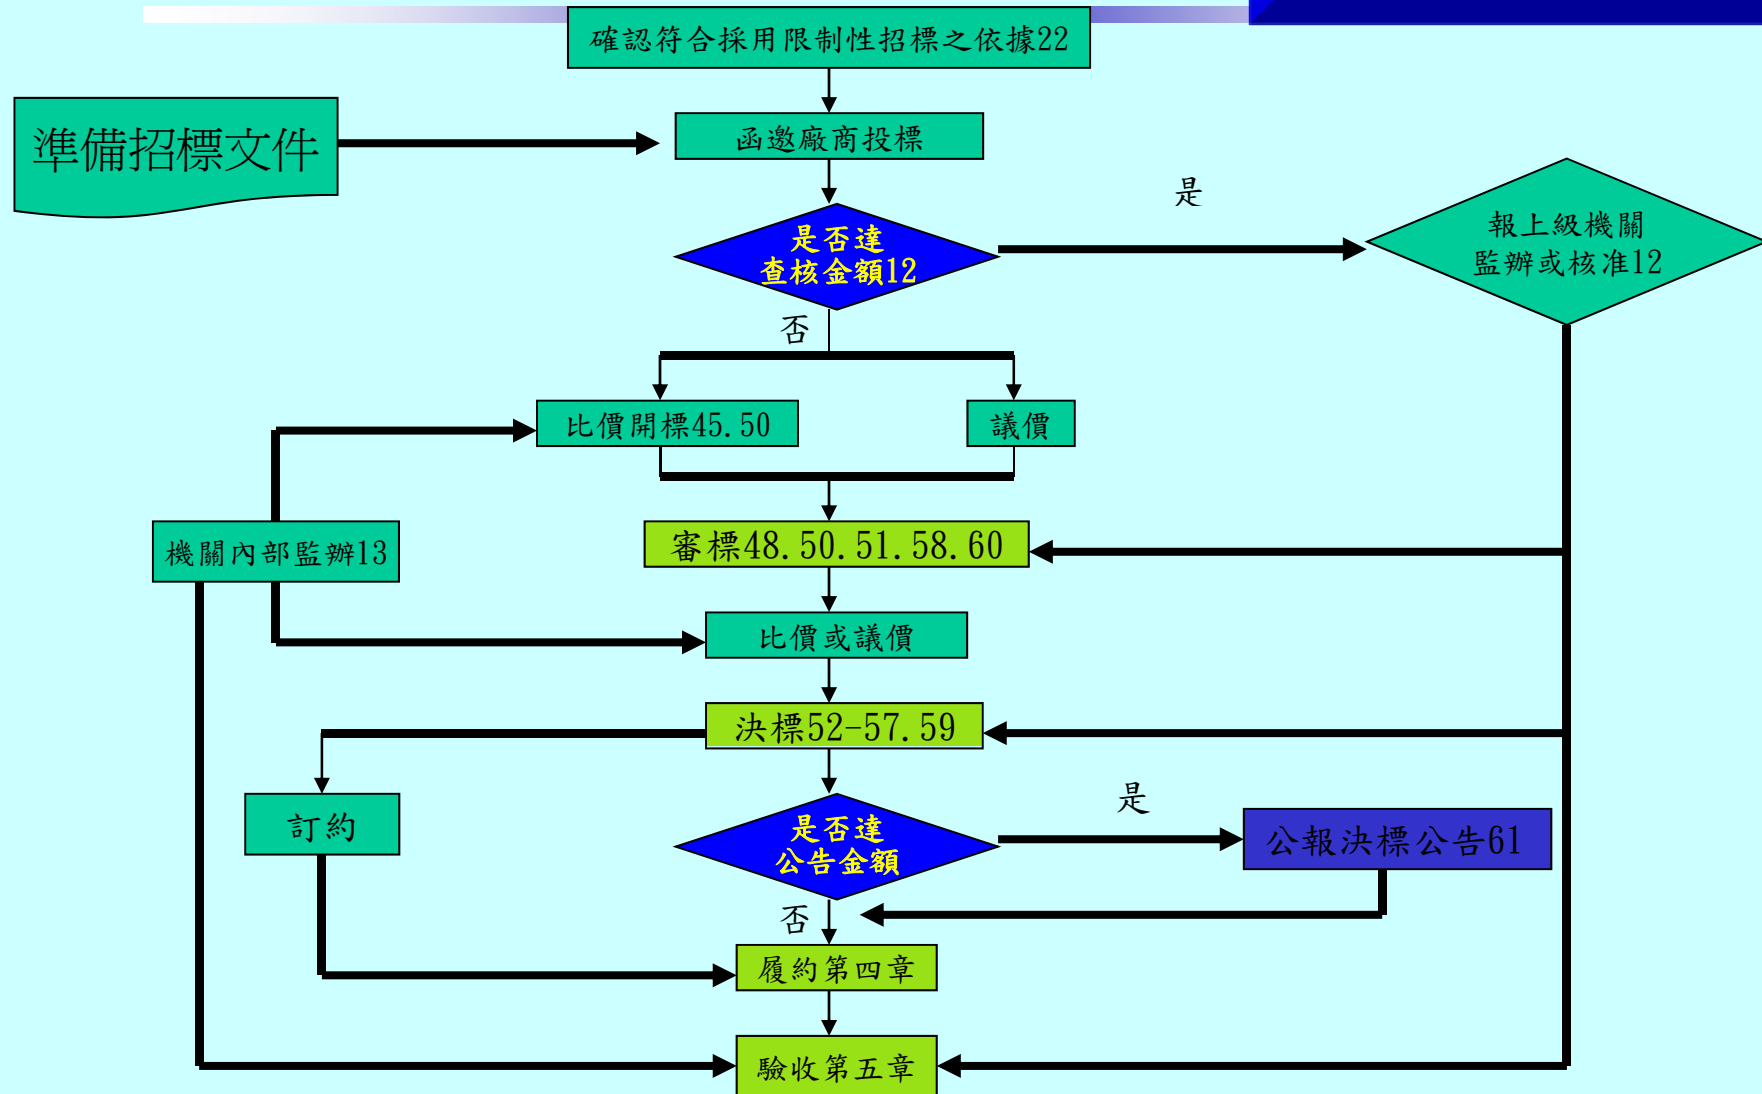 確認符合採用限制性招標之依據22
準備招標文件
函邀廠商投標
是
是否達
查核金額12
報上級機關
監辦或核准12
否
比價開標45.50
議價
機關內部監辦13
審標48.50.51.58.60
比價或議價
決標52-57.59
訂約
是
是否達
公告金額
公報決標公告61
否
履約第四章
驗收第五章